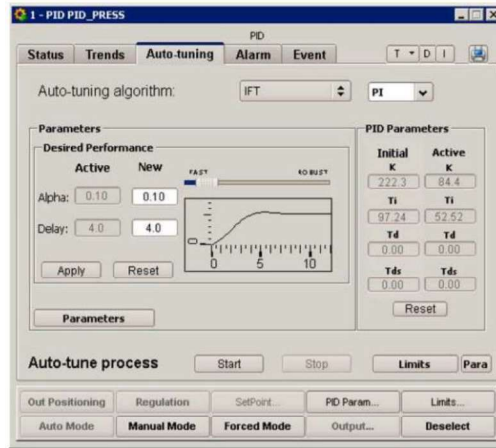 1 - PID PID_PRESS
PID
Status Trends Auto-tuning Alarm Event T D I
Auto-tuning algorithm: IFT PI
Parameters
Desired Performance
Active New
FAST ROBUST
Alpha: 0.10 0.10
Delay: 4.0 4.0
0
0 5 10
Apply Reset
Parameters
PID Parameters
Initial Active
K K
222.3 84.4
Ti Ti
97.24 52.52
Td Td
0.00 0.00
Tds Tds
0.00 0.00
Reset
Auto-tune process Start Stop Limits Para
Out Positioning Regulation SetPoint... PID Param... Limits...
Auto Mode Manual Mode Forced Mode Output... Deselect